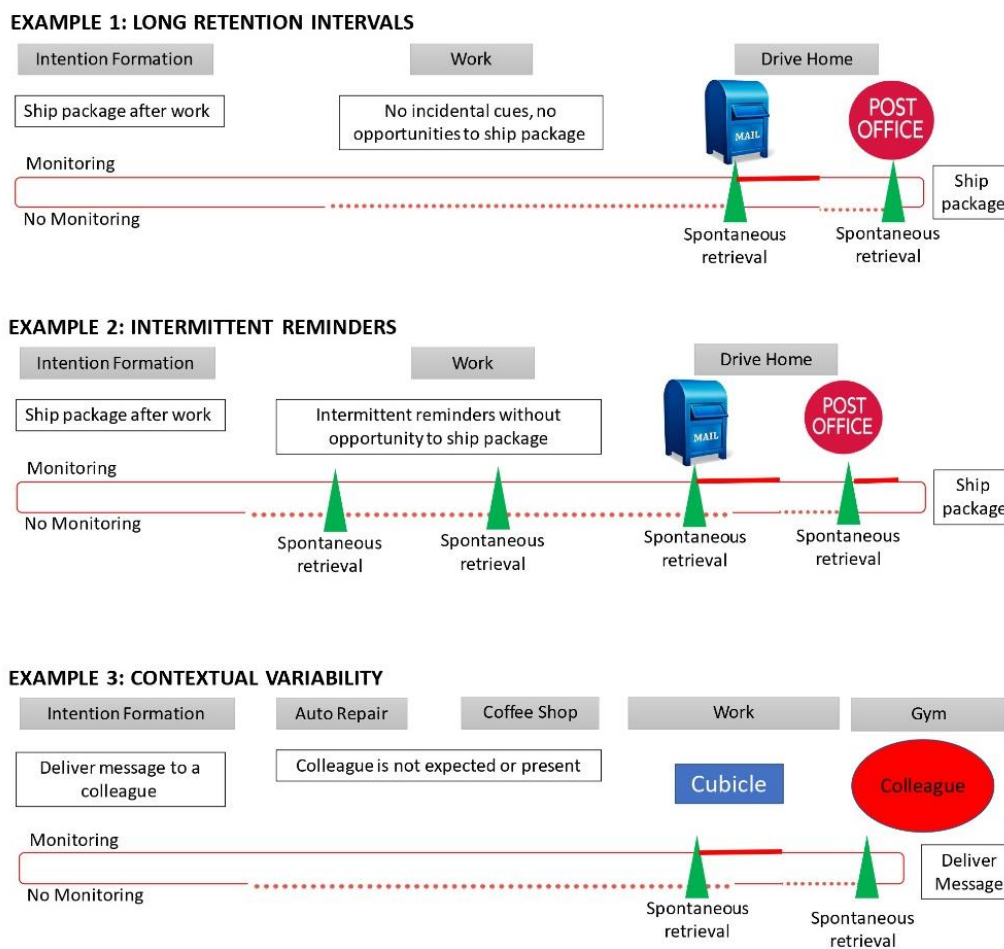 EXAMPLE 1: LONG RETENTION INTERVALS
Intention Formation
Work
Drive Home
Ship package after work
No incidental cues, no
opportunities to ship package
MAIL
POST
OFFICE
Monitoring
No Monitoring
Ship
package
Spontaneous
retrieval
Spontaneous
retrieval
EXAMPLE 2: INTERMITTENT REMINDERS
Intention Formation
Work
Drive Home
Ship package after work
Intermittent reminders without
opportunity to ship package
MAIL
POST
OFFICE
Monitoring
No Monitoring
Ship
package
Spontaneous
retrieval
Spontaneous
retrieval
Spontaneous
retrieval
Spontaneous
retrieval
EXAMPLE 3: CONTEXTUAL VARIABILITY
Intention Formation
Auto Repair
Coffee Shop
Work
Gym
Deliver message to a
colleague
Colleague is not expected or present
Cubicle
Colleague
Monitoring
No Monitoring
Deliver
Message
Spontaneous
retrieval
Spontaneous
retrieval